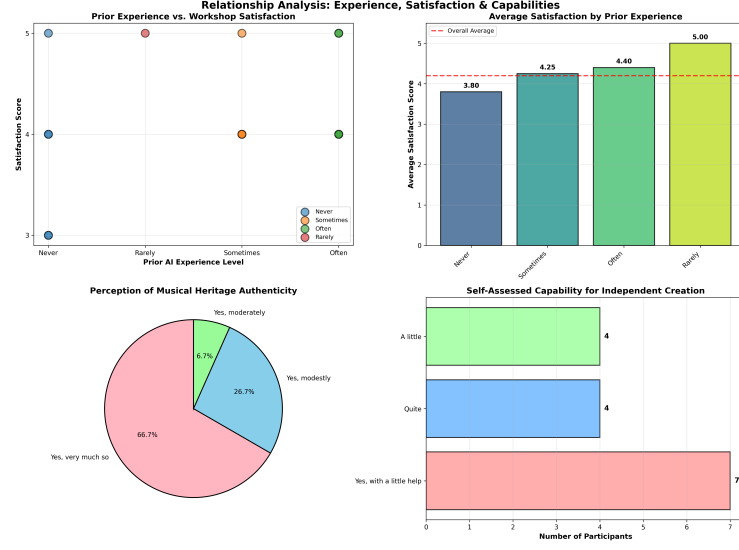 Relationship Analysis: Experience, Satisfaction & Capabilities
Prior Experience vs. Workshop Satisfaction
Satisfaction Score
5
4
3
Never
Sometimes
Often
Rarely
Never
Rarely
Sometimes
Often
Prior AI Experience Level
Average Satisfaction by Prior Experience
Overall Average
Average Satisfaction Score
5
4
3
2
1
0
3.80
4.25
4.40
5.00
Never
Sometimes
Often
Rarely
Perception of Musical Heritage Authenticity
Yes, moderately
6.7%
Yes, modestly
26.7%
66.7%
Yes, very much so
Self-Assessed Capability for Independent Creation
A little
4
Quite
4
Yes, with a little help
7
0
1
2
3
4
5
6
7
Number of Participants